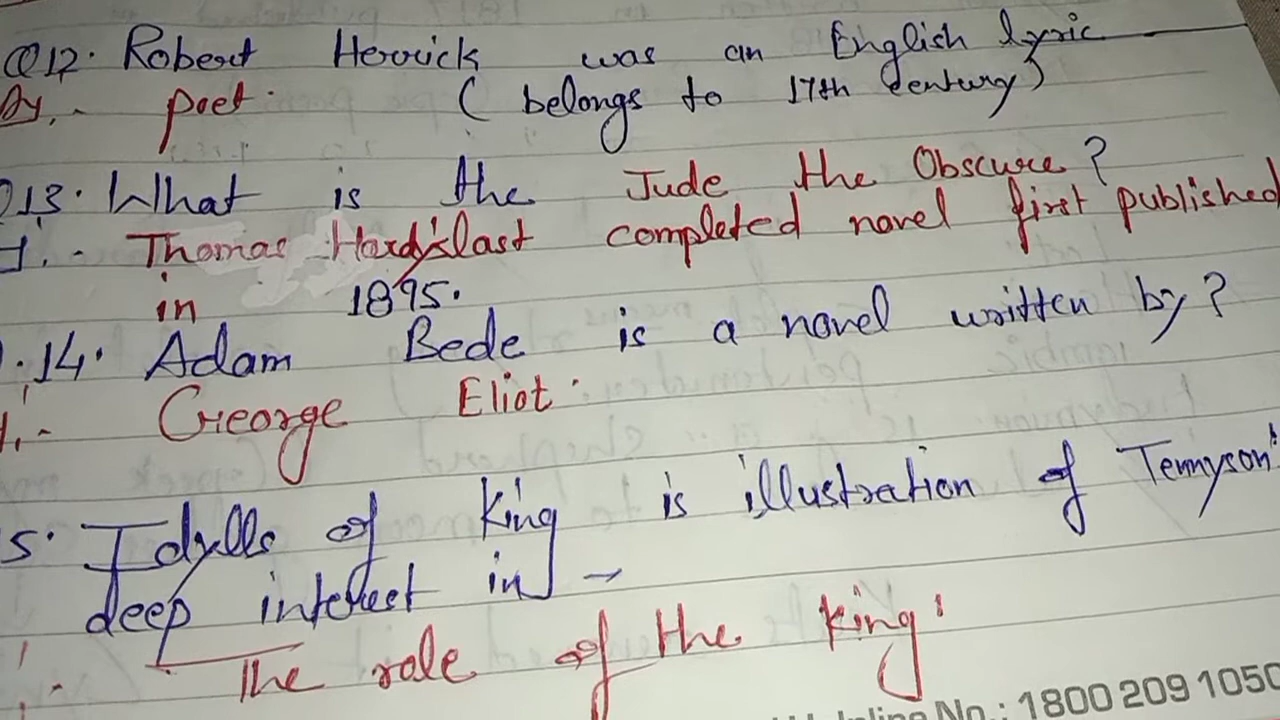 Q12. Robert Herrick was an English lyric
poet. ( belongs to 17th Century)
Q13. What is the Jude the Obscure?
Thomas Hardy's last completed novel first published
in 1895.
.14. Adam Bede is a novel written by?
George Eliot.
5. Idylls of King is illustration of Tennyson's
deep interest in →
The role of the King.
No.: 1800 209 1050